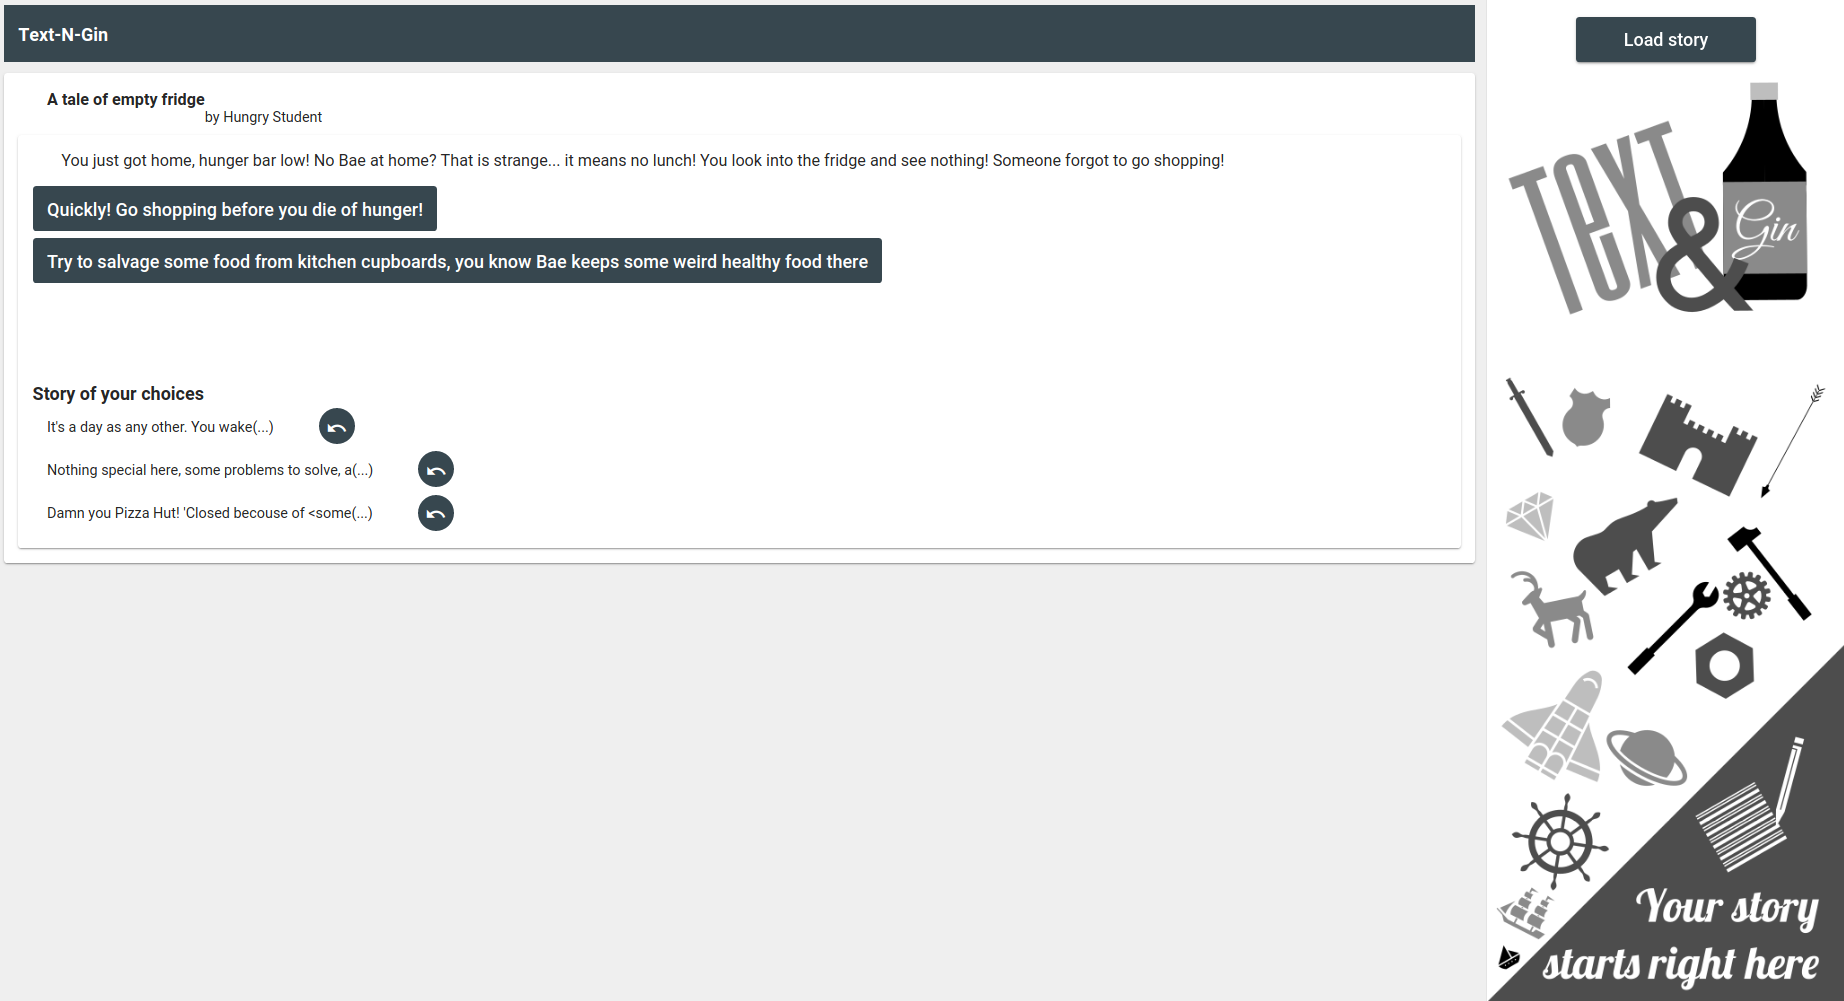 Text-N-Gin
A tale of empty fridge
by Hungry Student
You just got home, hunger bar low! No Bae at home? That is strange... it means no lunch! You look into the fridge and see nothing! Someone forgot to go shopping!
Quickly! Go shopping before you die of hunger!
Try to salvage some food from kitchen cupboards, you know Bae keeps some weird healthy food there
Story of your choices
It's a day as any other. You wake(...)
Nothing special here, some problems to solve, a(...)
Damn you Pizza Hut! 'Closed becouse of <some(...)
Load story
TEXT
&
Gin
Your story
starts right here